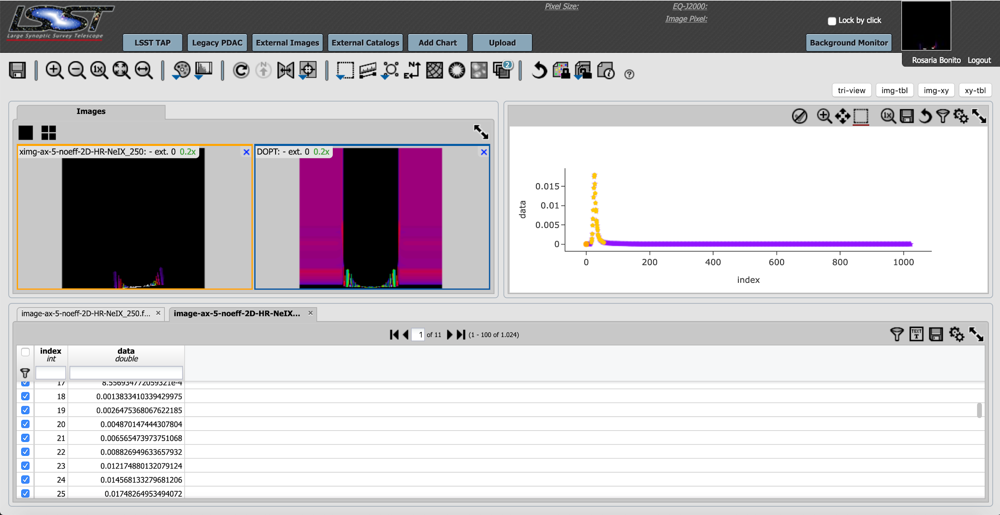 LSST
Large Synoptic Survey Telescope
Pixel Size:
EQ-J2000:
Image Pixel:
Lock by click
LSST TAP
Legacy PDAC
External Images
External Catalogs
Add Chart
Upload
Background Monitor
Rosaria Bonito Logout
1x
N
N
E
2
i
?
tri-view
img-tbl
img-xy
xy-tbl
Images
1x
ximg-ax-5-noeff-2D-HR-NeIX_250: - ext. 0 0.2x
DOPT: - ext. 0 0.2x
0.015
0.01
0.005
0
data
0 200 400 600 800 1000
index
image-ax-5-noeff-2D-HR-NeIX_250.f...
image-ax-5-noeff-2D-HR-NeIX...
1 of 11 (1 - 100 of 1.024)
TEXT
T
index data
int double
17 8.556934772059321e-4
18 0.0013833410339429975
19 0.0026475368067622185
20 0.004870147444307804
21 0.006565473973751068
22 0.008826949633657932
23 0.012174880132079124
24 0.014568133279681206
25 0.01748264953494072